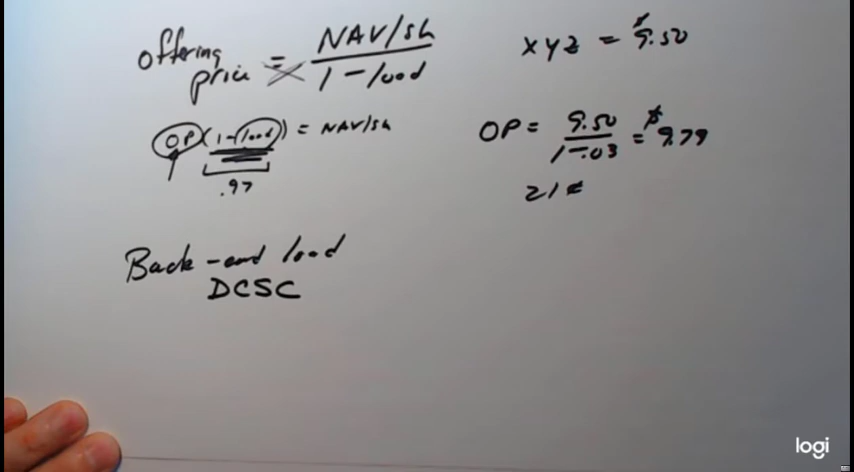 offering price = NAV/sh / 1 - load
OP (1 - load) = NAV/sh
.97
xyz = $9.50
OP = 9.50 / 1 - .03 = $9.79
21¢
Back-end load
DCSC
logi